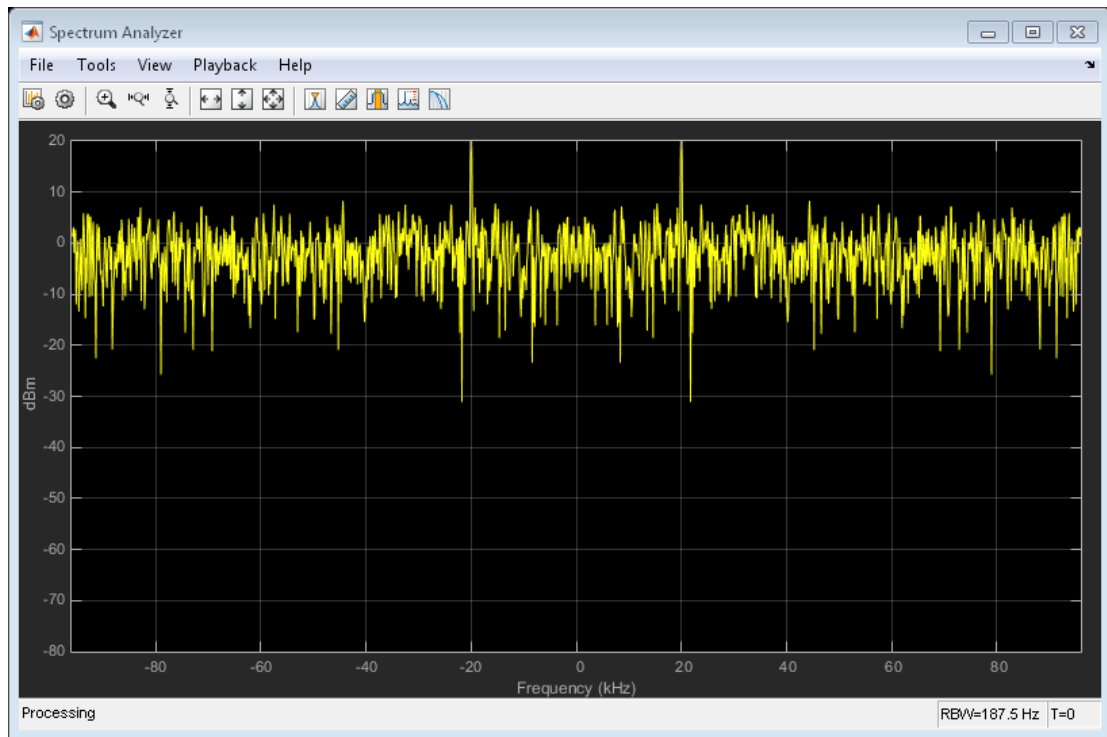 Spectrum Analyzer
File Tools View Playback Help
20
10
0
-10
-20
-30
-40
-50
-60
-70
-80
dBm
-80 -60 -40 -20 0 20 40 60 80
Frequency (kHz)
Processing RBW=187.5 Hz T=0